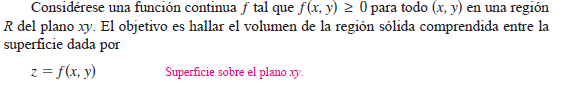 Considérese una función continua f tal que f(x, y) ≥ 0 para todo (x, y) en una región
R del plano xy. El objetivo es hallar el volumen de la región sólida comprendida entre la
superficie dada por
z = f(x, y) Superficie sobre el plano xy.